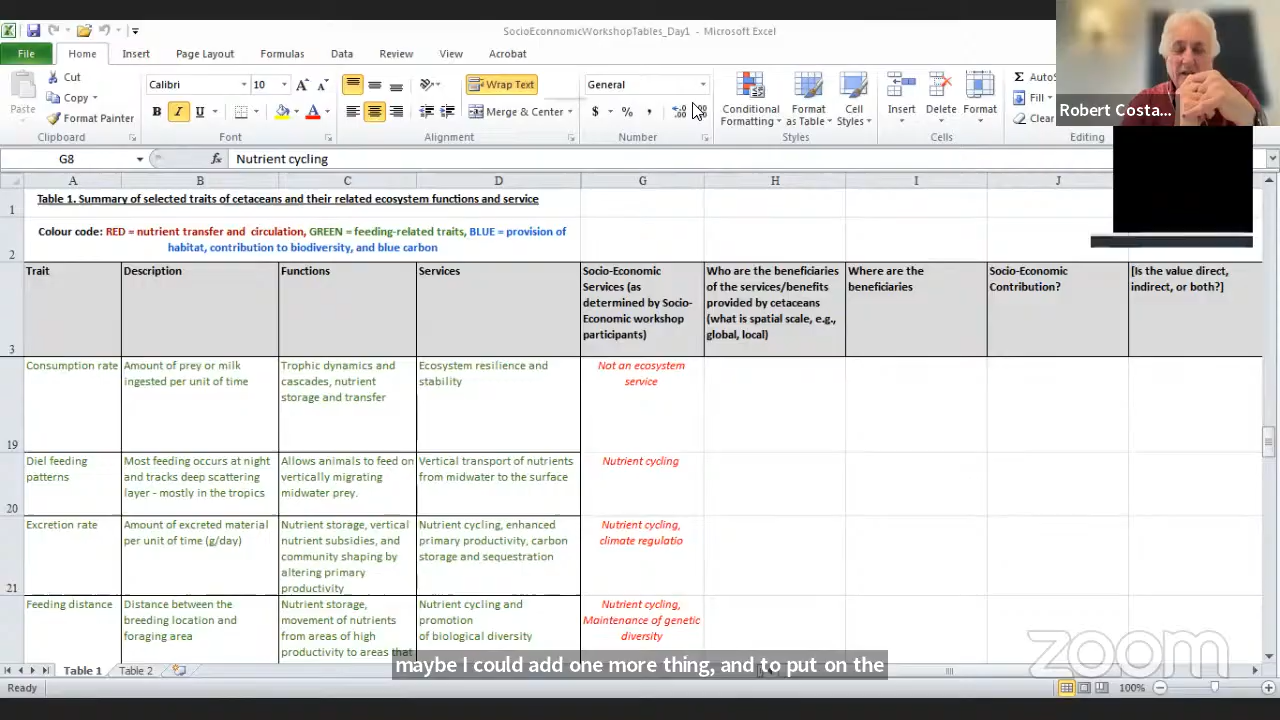 SocioEconnomicWorkshopTables_Day1 - Microsoft Excel
File Home Insert Page Layout Formulas Data Review View Acrobat
Paste
Cut
Copy
Format Painter
Clipboard
Calibri 10
B I U
Font
Wrap Text
Merge & Center
Alignment
General
$ % ,
Number
Conditional Formatting
Format as Table
Cell Styles
Styles
Insert Delete Format
Cells
Fill
Editing
Robert Costa...
G8 fx Nutrient cycling
A B C D G H I J
1 Table 1. Summary of selected traits of cetaceans and their related ecosystem functions and service
Colour code: RED = nutrient transfer and circulation, GREEN = feeding-related traits, BLUE = provision of
habitat, contribution to biodiversity, and blue carbon
2
Trait
Description
Functions
Services
Socio-Economic
Services (as
determined by Socio-
Economic workshop
participants)
Who are the beneficiaries
of the services/benefits
provided by cetaceans
(what is spatial scale, e.g.,
global, local)
Where are the
beneficiaries
Socio-Economic
Contribution?
[Is the value direct,
indirect, or both?]
3
Consumption rate
Amount of prey or milk
ingested per unit of time
Trophic dynamics and
cascades, nutrient
storage and transfer
Ecosystem resilience and
stability
Not an ecosystem
service
19
Diel feeding
patterns
Most feeding occurs at night
and tracks deep scattering
layer - mostly in the tropics
Allows animals to feed on
vertically migrating
midwater prey.
Vertical transport of nutrients
from midwater to the surface
Nutrient cycling
20
Excretion rate
Amount of excreted material
per unit of time (g/day)
Nutrient storage, vertical
nutrient subsidies, and
community shaping by
altering primary
productivity
Nutrient cycling, enhanced
primary productivity, carbon
storage and sequestration
Nutrient cycling,
climate regulatio
21
Feeding distance
Distance between the
breeding location and
foraging area
Nutrient storage,
movement of nutrients
from areas of high
productivity to areas that
Nutrient cycling and
promotion
of biological diversity
Nutrient cycling,
Maintenance of genetic
diversity
zoom
maybe I could add one more thing, and to put on the
Table 1 Table 2
Ready
100%